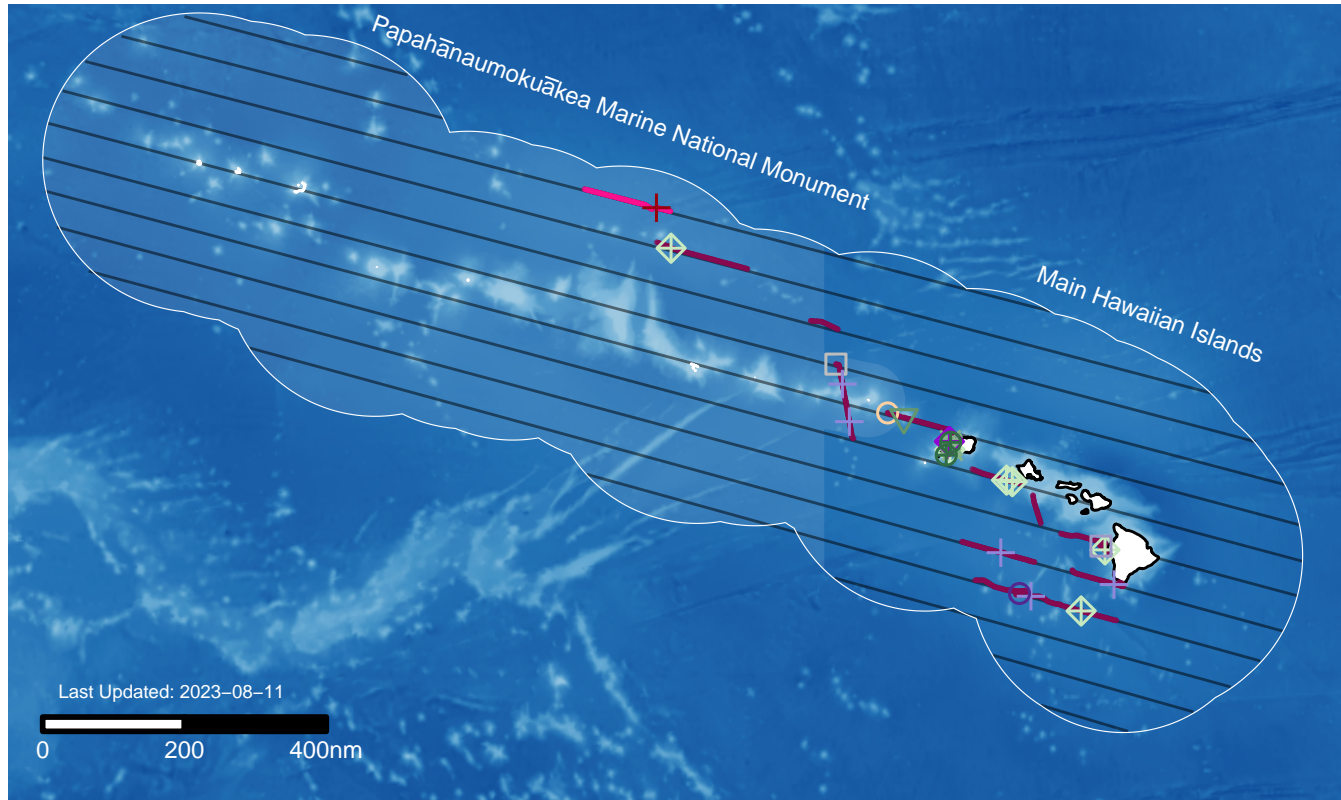 Papahānaumokuākea Marine National Monument
Main Hawaiian Islands
Last Updated: 2023−08−11
0 200 400nm